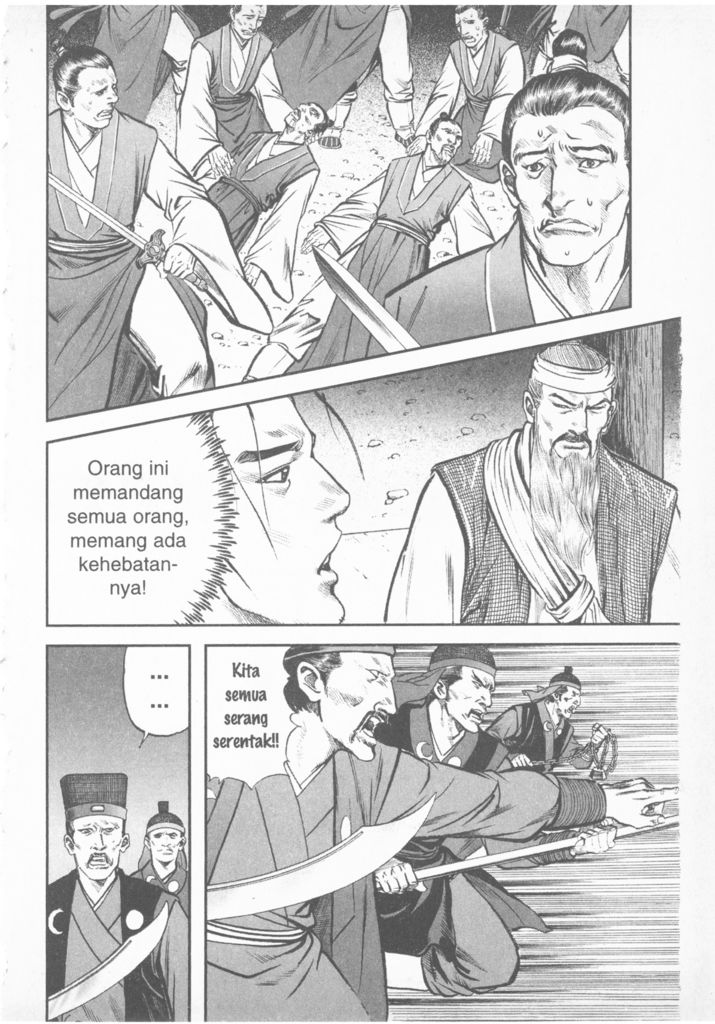 Orang ini
memandang
semua orang,
memang ada
kehebatan-
nya!
...
...
Kita
semua
serang
serentak!!